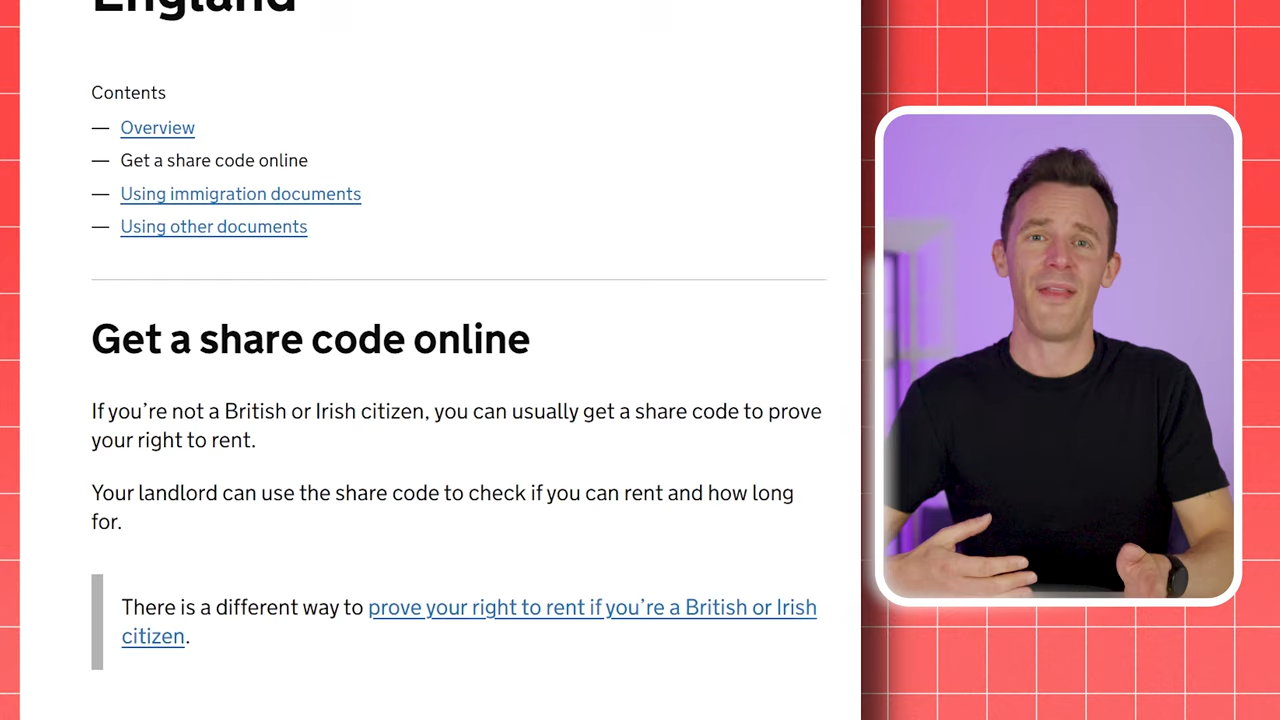 England
Contents
— Overview
— Get a share code online
— Using immigration documents
— Using other documents
Get a share code online
If you’re not a British or Irish citizen, you can usually get a share code to prove
your right to rent.
Your landlord can use the share code to check if you can rent and how long
for.
There is a different way to prove your right to rent if you’re a British or Irish
citizen.